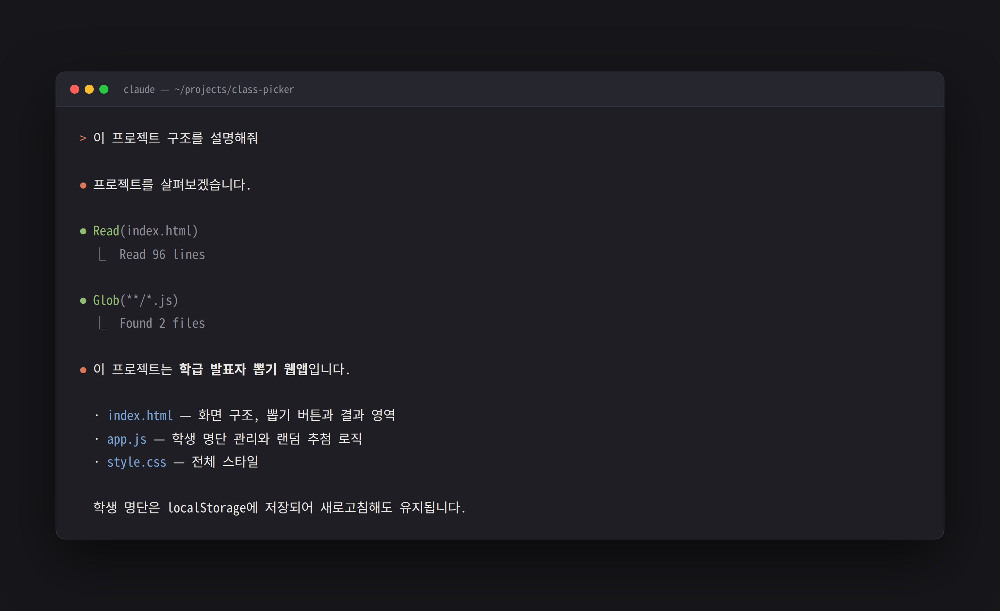 claude — ~/projects/class-picker
> 이 프로젝트 구조를 설명해줘
● 프로젝트를 살펴보겠습니다.
● Read(index.html)
⎿ Read 96 lines
● Glob(**/*.js)
⎿ Found 2 files
● 이 프로젝트는 학급 발표자 뽑기 웹앱입니다.
· index.html — 화면 구조, 뽑기 버튼과 결과 영역
· app.js — 학생 명단 관리와 랜덤 추첨 로직
· style.css — 전체 스타일
학생 명단은 localStorage에 저장되어 새로고침해도 유지됩니다.